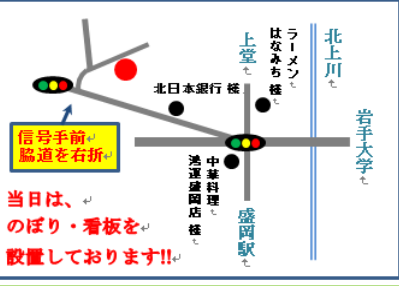 北上川
ラーメン
はなみち 様
上堂
北日本銀行 様
岩手大学
信号手前
脇道を右折
中華料理
鴻運盛岡店 様
盛岡駅
当日は、
のぼり・看板を
設置しております!!